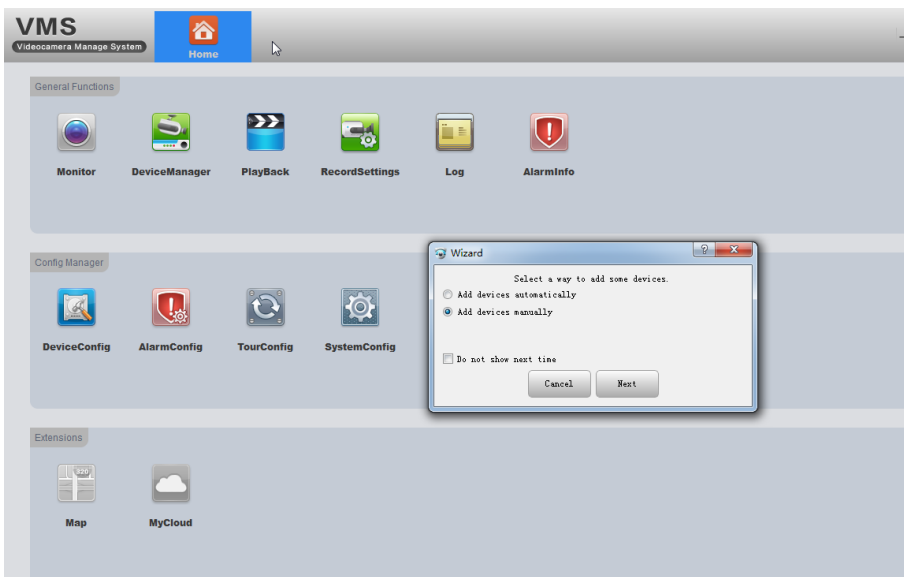 VMS
Videocamera Manage System
Home
General Functions
Monitor
DeviceManager
PlayBack
RecordSettings
Log
AlarmInfo
Config Manager
DeviceConfig
AlarmConfig
TourConfig
SystemConfig
Wizard
?
Select a way to add some devices.
Add devices automatically
Add devices manually
Do not show next time
Cancel
Next
Extensions
320
Map
MyCloud